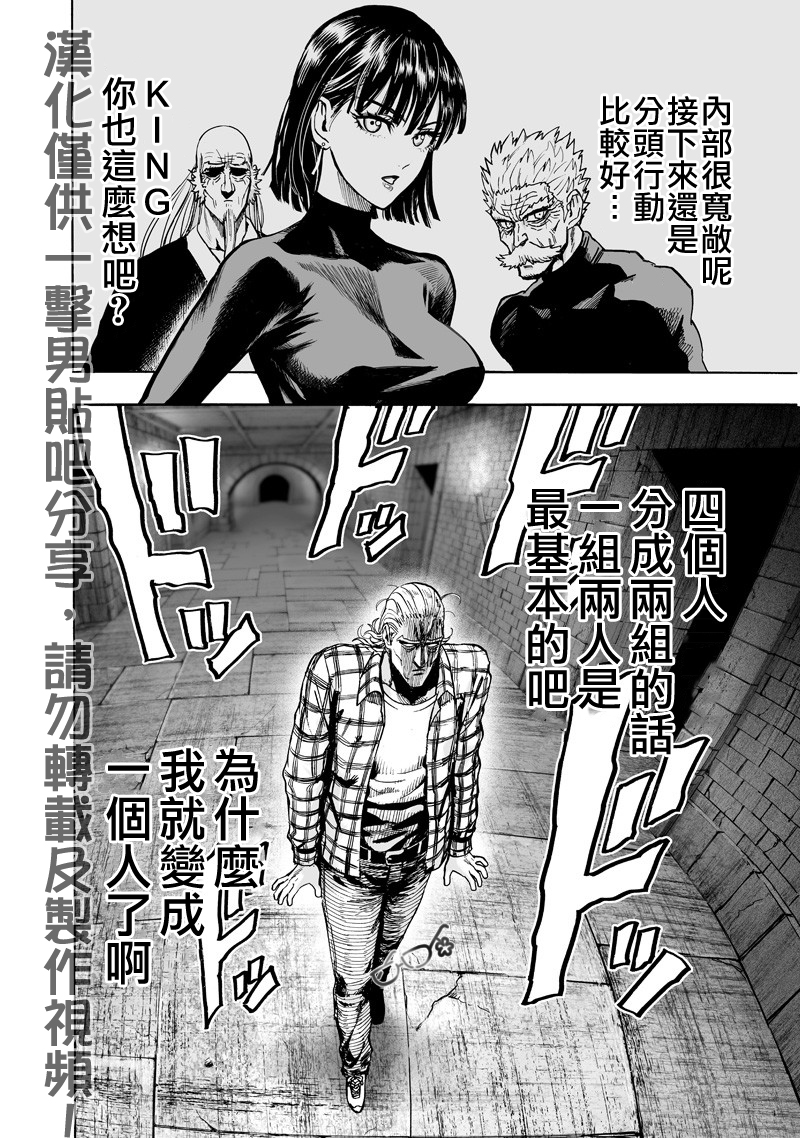 內部很寬敞呢
接下來還是
分頭行動
比較好…
KING
你也這麼想吧？
四個人
分成兩組的話
一組兩人是
最基本的吧
為什麼
我就變成
一個人了啊
ドッ
ドッ
ドッ
ドッ
ドッ
漢化僅供一擊男貼吧分享，請勿轉載及製作視頻！